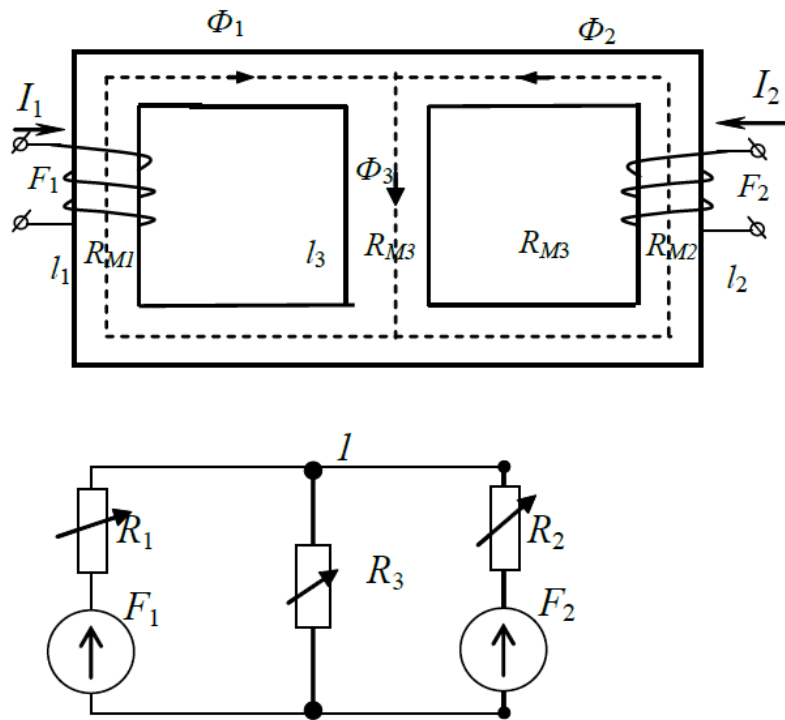 Φ1 Φ2
I1 I2
F1 Φ3 F2
l1 RM1 l3 RM3 RM3 RM2 l2
1
R1 R3 R2
F1 F2